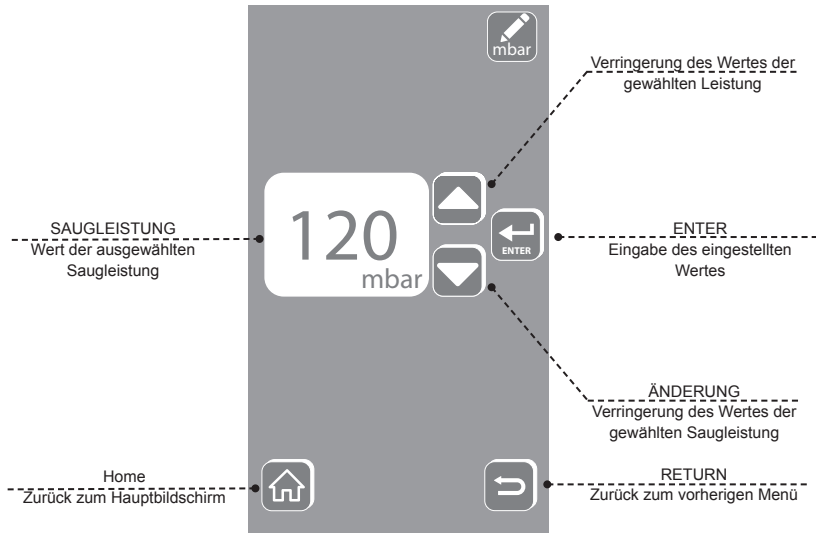 mbar
Verringerung des Wertes der
gewählten Leistung
SAUGLEISTUNG
Wert der ausgewählten
Saugleistung
120
mbar
ENTER
ENTER
Eingabe des eingestellten
Wertes
ÄNDERUNG
Verringerung des Wertes der
gewählten Saugleistung
Home
Zurück zum Hauptbildschirm
RETURN
Zurück zum vorherigen Menü